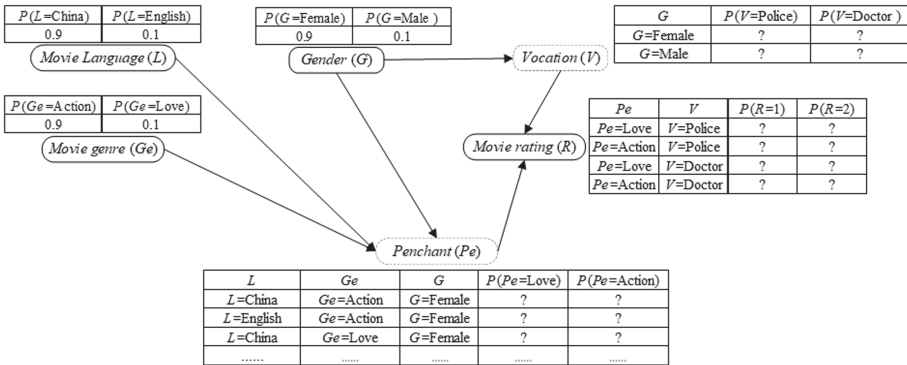 P(L=China) P(L=English)
0.9 0.1
Movie Language (L)
P(G=Female) P(G=Male )
0.9 0.1
Gender (G)
Vocation (V)
G P(V=Police) P(V=Doctor )
G=Female ? ?
G=Male ? ?
P(Ge=Action) P(Ge=Love)
0.9 0.1
Movie genre (Ge)
Movie rating (R)
Pe V P(R=1) P(R=2)
Pe=Love V=Police ? ?
Pe=Action V=Police ? ?
Pe=Love V=Doctor ? ?
Pe=Action V=Doctor ? ?
Penchant (Pe)
L Ge G P(Pe=Love) P(Pe=Action)
L=China Ge=Action G=Female ? ?
L=English Ge=Action G=Female ? ?
L=China Ge=Love G=Female ? ?
...... ...... ...... ...... ......